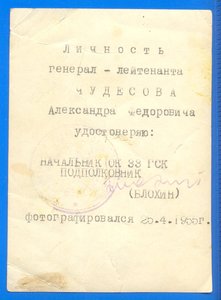 Личность
генерал - лейтенанта
ЧУДЕСОВА
Александра Федоровича
удостоверяю:
НАЧАЛЬНИК ОК 33 ГСК
ПОДПОЛКОВНИК
(БЛОХИН)
фотографировался 25.4.1955г.